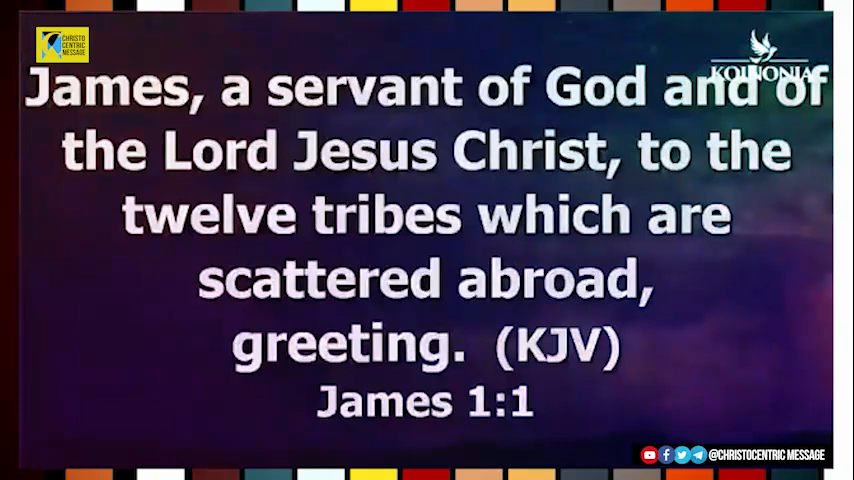 CHRISTO
CENTRIC
MESSAGE
KOINONIA
James, a servant of God and of
the Lord Jesus Christ, to the
twelve tribes which are
scattered abroad,
greeting. (KJV)
James 1:1
@CHRISTOCENTRIC MESSAGE